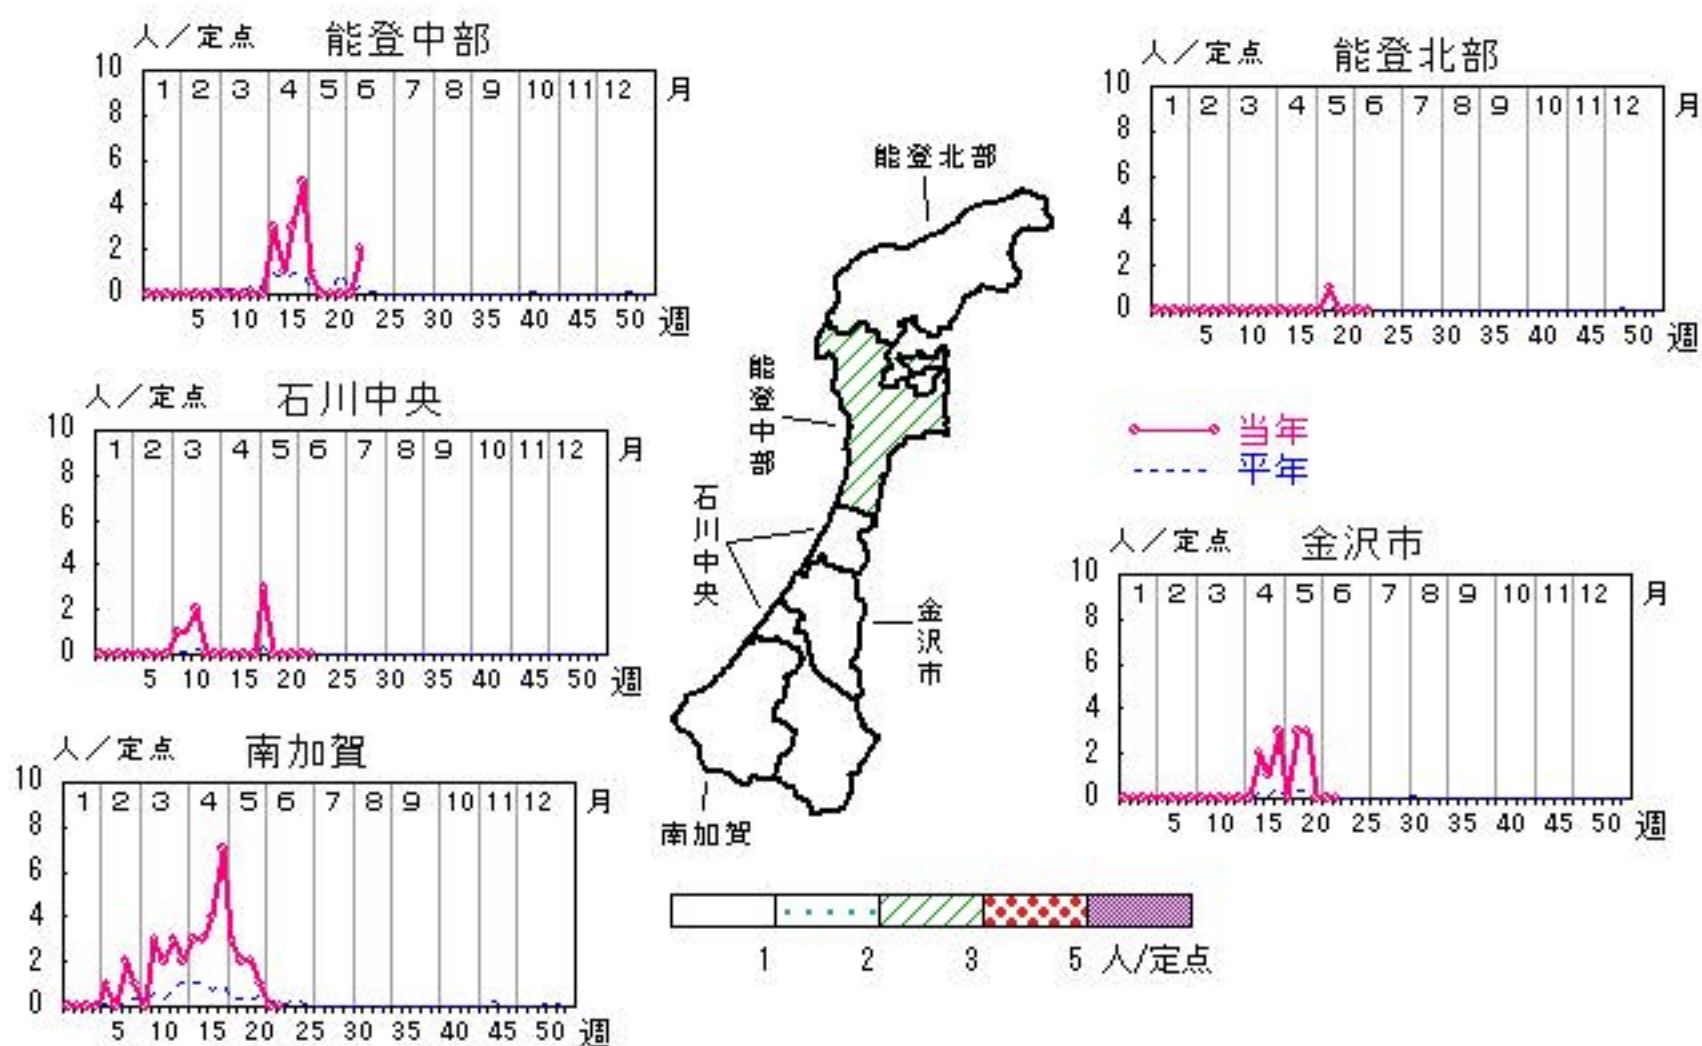 人／定点 能登中部
10 8 6 4 2 0
1 2 3 4 5 6 7 8 9 10 11 12 月
5 10 15 20 25 30 35 40 45 50 週
人／定点 能登北部
10 8 6 4 2 0
1 2 3 4 5 6 7 8 9 10 11 12 月
5 10 15 20 25 30 35 40 45 50 週
人／定点 石川中央
10 8 6 4 2 0
1 2 3 4 5 6 7 8 9 10 11 12 月
5 10 15 20 25 30 35 40 45 50 週
能登北部
能登中部
石川中央
金沢市
南加賀
当年
平年
人／定点 金沢市
10 8 6 4 2 0
1 2 3 4 5 6 7 8 9 10 11 12 月
5 10 15 20 25 30 35 40 45 50 週
人／定点 南加賀
10 8 6 4 2 0
1 2 3 4 5 6 7 8 9 10 11 12 月
5 10 15 20 25 30 35 40 45 50 週
1 2 3 5 人/定点